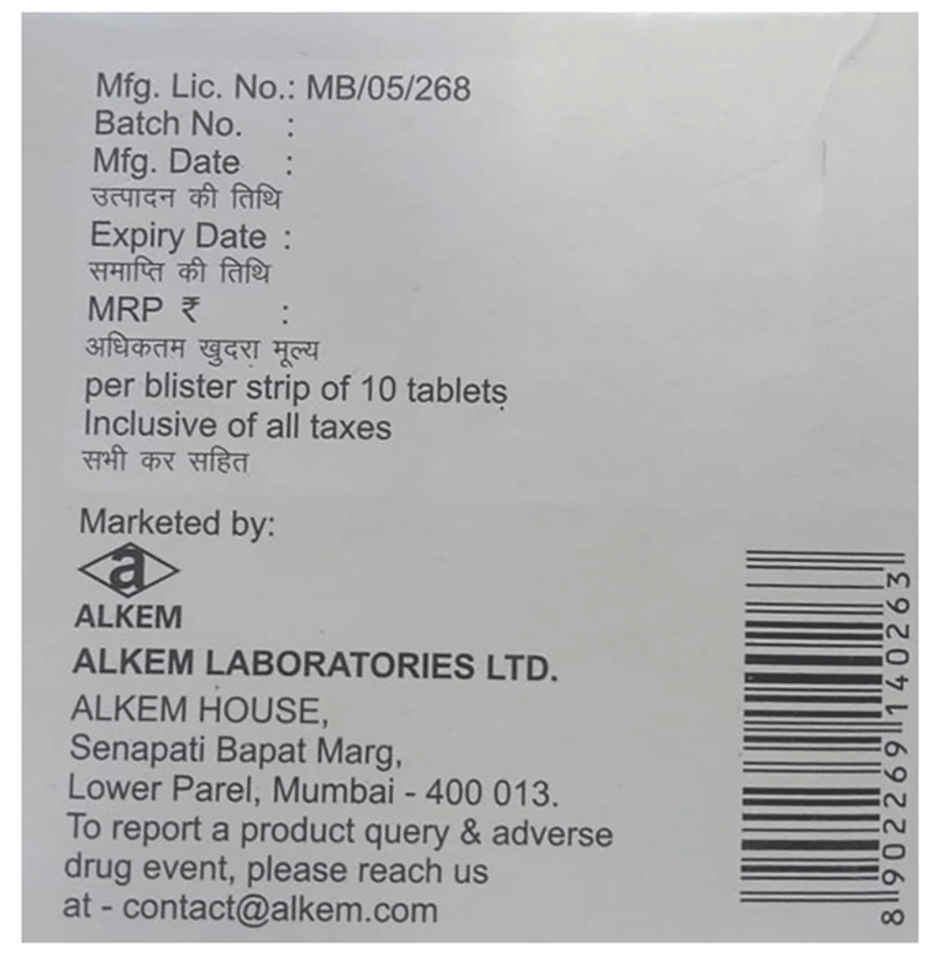 Mfg. Lic. No.: MB/05/268
Batch No. :
Mfg. Date :
उत्पादन की तिथि
Expiry Date :
समाप्ति की तिथि
MRP ₹ :
अधिकतम खुदरा मूल्य
per blister strip of 10 tablets
Inclusive of all taxes
सभी कर सहित
Marketed by:
a
ALKEM
ALKEM LABORATORIES LTD.
ALKEM HOUSE,
Senapati Bapat Marg,
Lower Parel, Mumbai - 400 013.
To report a product query & adverse
drug event, please reach us
at - contact@alkem.com
8 902269 140263